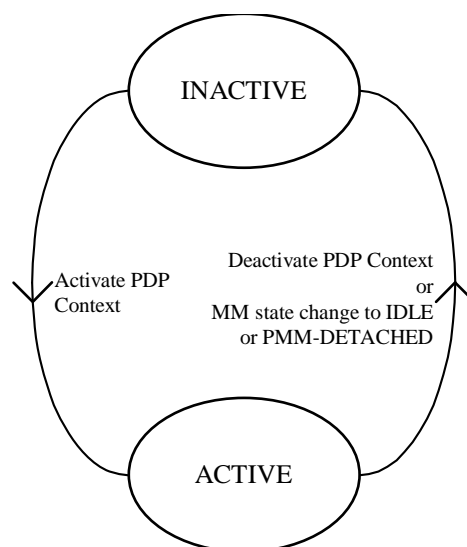 INACTIVE
Activate PDP
Context
Deactivate PDP Context
or
MM state change to IDLE
or PMM-DETACHED
ACTIVE